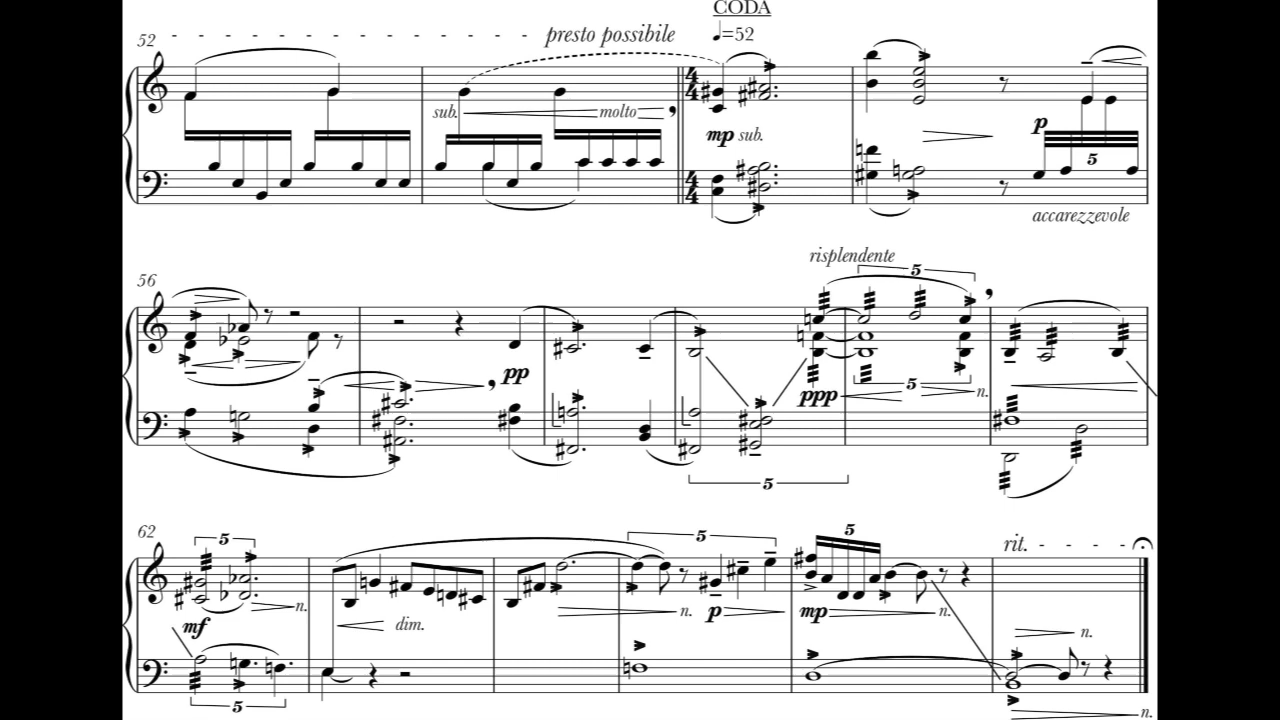 CODA
52 presto possibile ♩=52
sub. molto
mp sub.
p
5
accarezzevole
56 risplendente
5
pp
ppp 5 n.
5
62 5 5 5 rit.
n. n.
mf dim. p mp n.
n.
5
n.